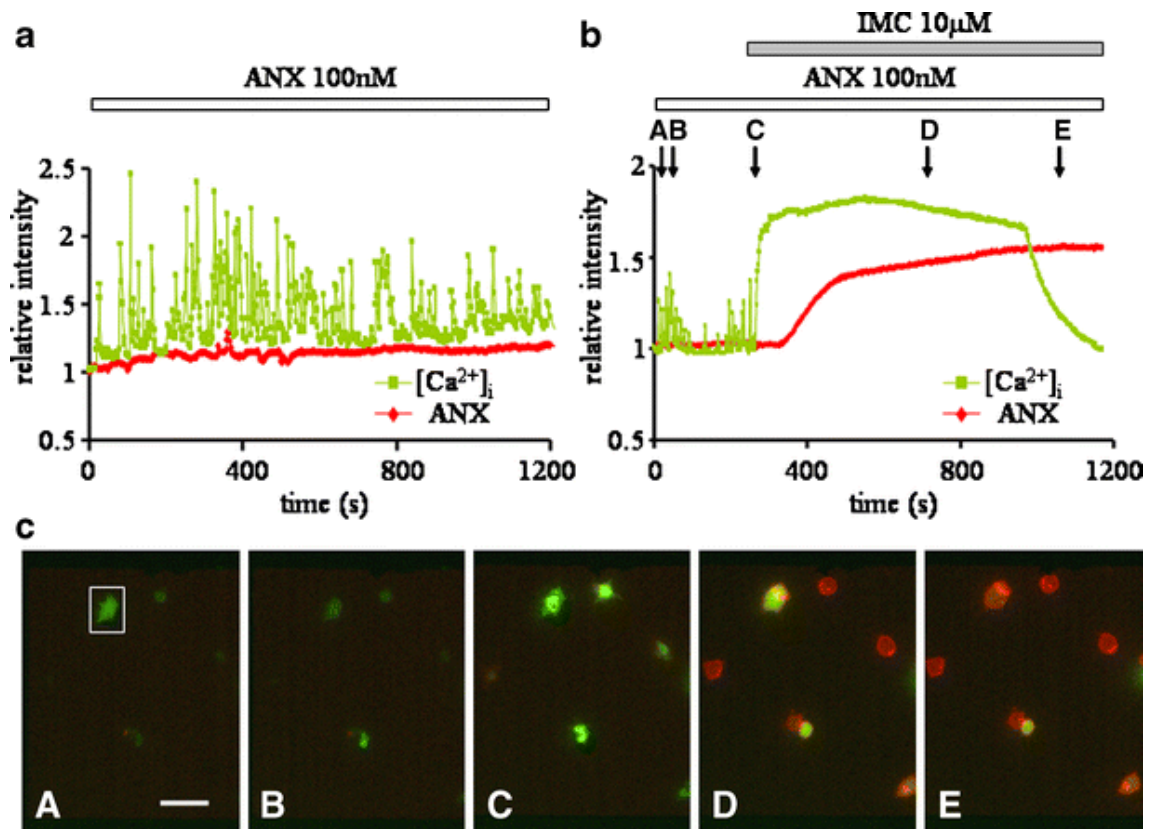 a
ANX 100nM
relative intensity
2.5
2
1.5
1
0.5
[Ca²⁺]ᵢ
ANX
0 400 800 1200
time (s)
b
IMC 10μM
ANX 100nM
A B C D E
relative intensity
2
1.5
1
0.5
[Ca²⁺]ᵢ
ANX
0 400 800 1200
time (s)
c
A B C D E